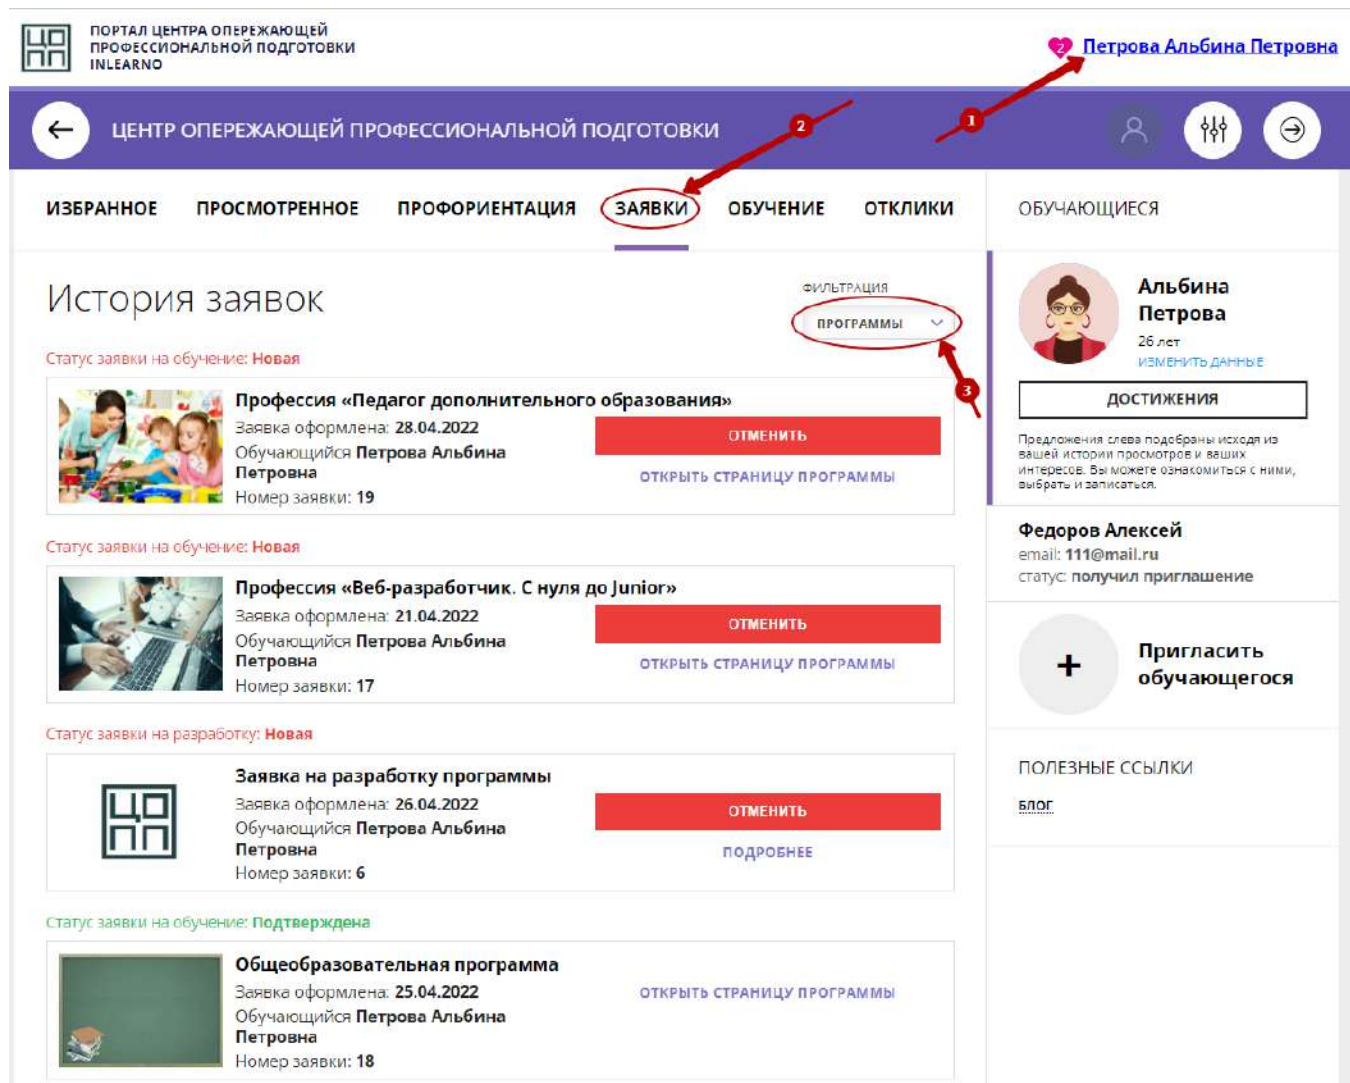 ПОРТАЛ ЦЕНТРА ОПЕРЕЖАЮЩЕЙ
ПРОФЕССИОНАЛЬНОЙ ПОДГОТОВКИ
INLEARNO
ЦО
ПП
2
Петрова Альбина Петровна
1
2
ЦЕНТР ОПЕРЕЖАЮЩЕЙ ПРОФЕССИОНАЛЬНОЙ ПОДГОТОВКИ
ИЗБРАННОЕ ПРОСМОТРЕННОЕ ПРОФОРИЕНТАЦИЯ ЗАЯВКИ ОБУЧЕНИЕ ОТКЛИКИ
История заявок
ФИЛЬТРАЦИЯ
ПРОГРАММЫ
3
Статус заявки на обучение: Новая
Профессия «Педагог дополнительного образования»
Заявка оформлена: 28.04.2022
Обучающийся Петрова Альбина
Петровна
Номер заявки: 19
ОТМЕНИТЬ
ОТКРЫТЬ СТРАНИЦУ ПРОГРАММЫ
Статус заявки на обучение: Новая
Профессия «Веб-разработчик. С нуля до Junior»
Заявка оформлена: 21.04.2022
Обучающийся Петрова Альбина
Петровна
Номер заявки: 17
ОТМЕНИТЬ
ОТКРЫТЬ СТРАНИЦУ ПРОГРАММЫ
Статус заявки на разработку: Новая
ЦО
ПП
Заявка на разработку программы
Заявка оформлена: 26.04.2022
Обучающийся Петрова Альбина
Петровна
Номер заявки: 6
ОТМЕНИТЬ
ПОДРОБНЕЕ
Статус заявки на обучение: Подтверждена
Общеобразовательная программа
Заявка оформлена: 25.04.2022
Обучающийся Петрова Альбина
Петровна
Номер заявки: 18
ОТКРЫТЬ СТРАНИЦУ ПРОГРАММЫ
ОБУЧАЮЩИЕСЯ
Альбина
Петрова
26 лет
ИЗМЕНИТЬ ДАННЫЕ
ДОСТИЖЕНИЯ
Предложения слева подобраны исходя из
вашей истории просмотров и ваших
интересов. Вы можете ознакомиться с ними,
выбрать и записаться.
Федоров Алексей
email: 111@mail.ru
статус: получил приглашение
+
Пригласить
обучающегося
ПОЛЕЗНЫЕ ССЫЛКИ
БЛОГ